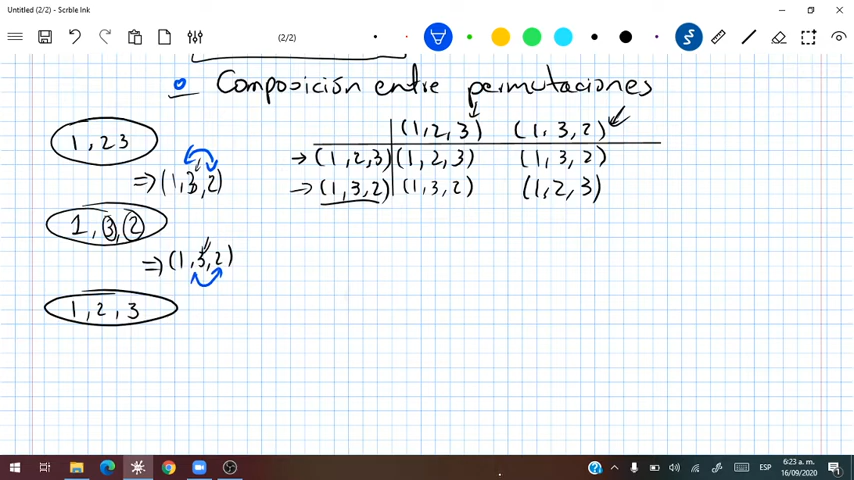 Untitled (2/2) - Scrble Ink
(2/2)
Composición entre permutaciones
(1,2,3) (1,3,2)
(1,2,3) (1,2,3) (1,3,2)
(1,3,2) (1,3,2) (1,2,3)
1,23
⇒(1,3,2)
1,3,2
⇒(1,3,2)
1,2,3
ESP
6:23 a. m.
16/09/2020